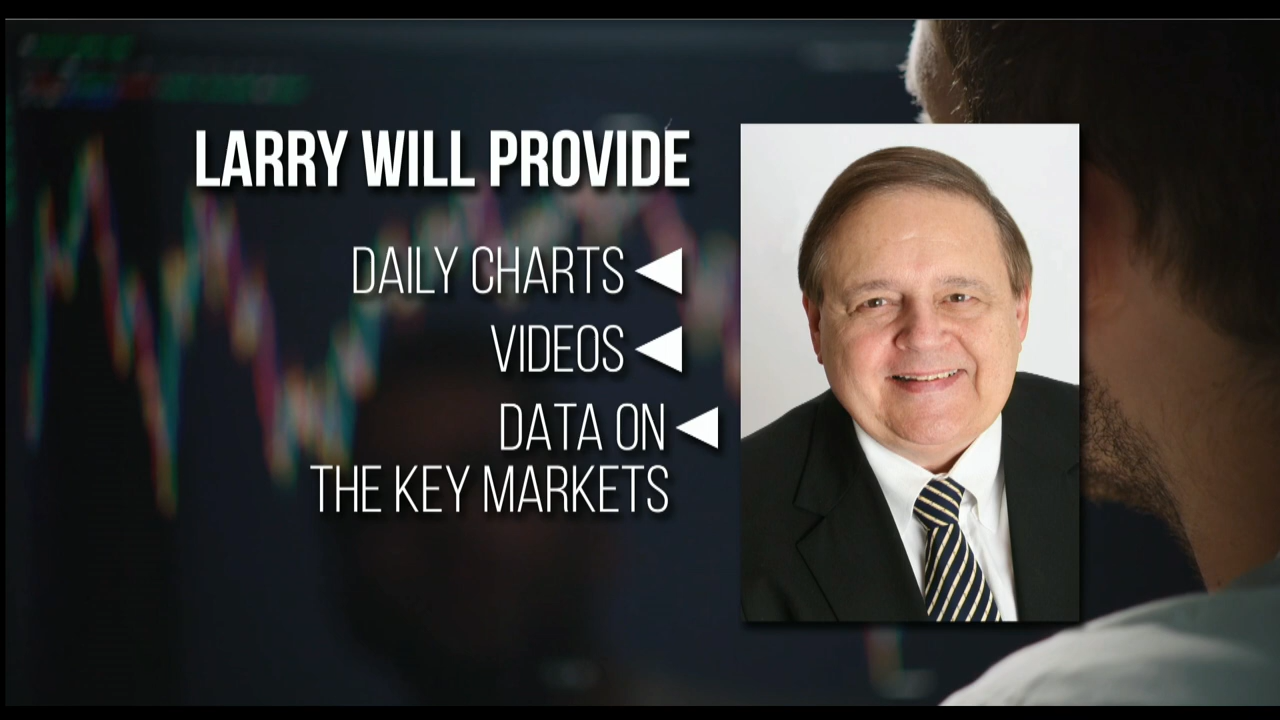 LARRY WILL PROVIDE
DAILY CHARTS
VIDEOS
DATA ON
THE KEY MARKETS